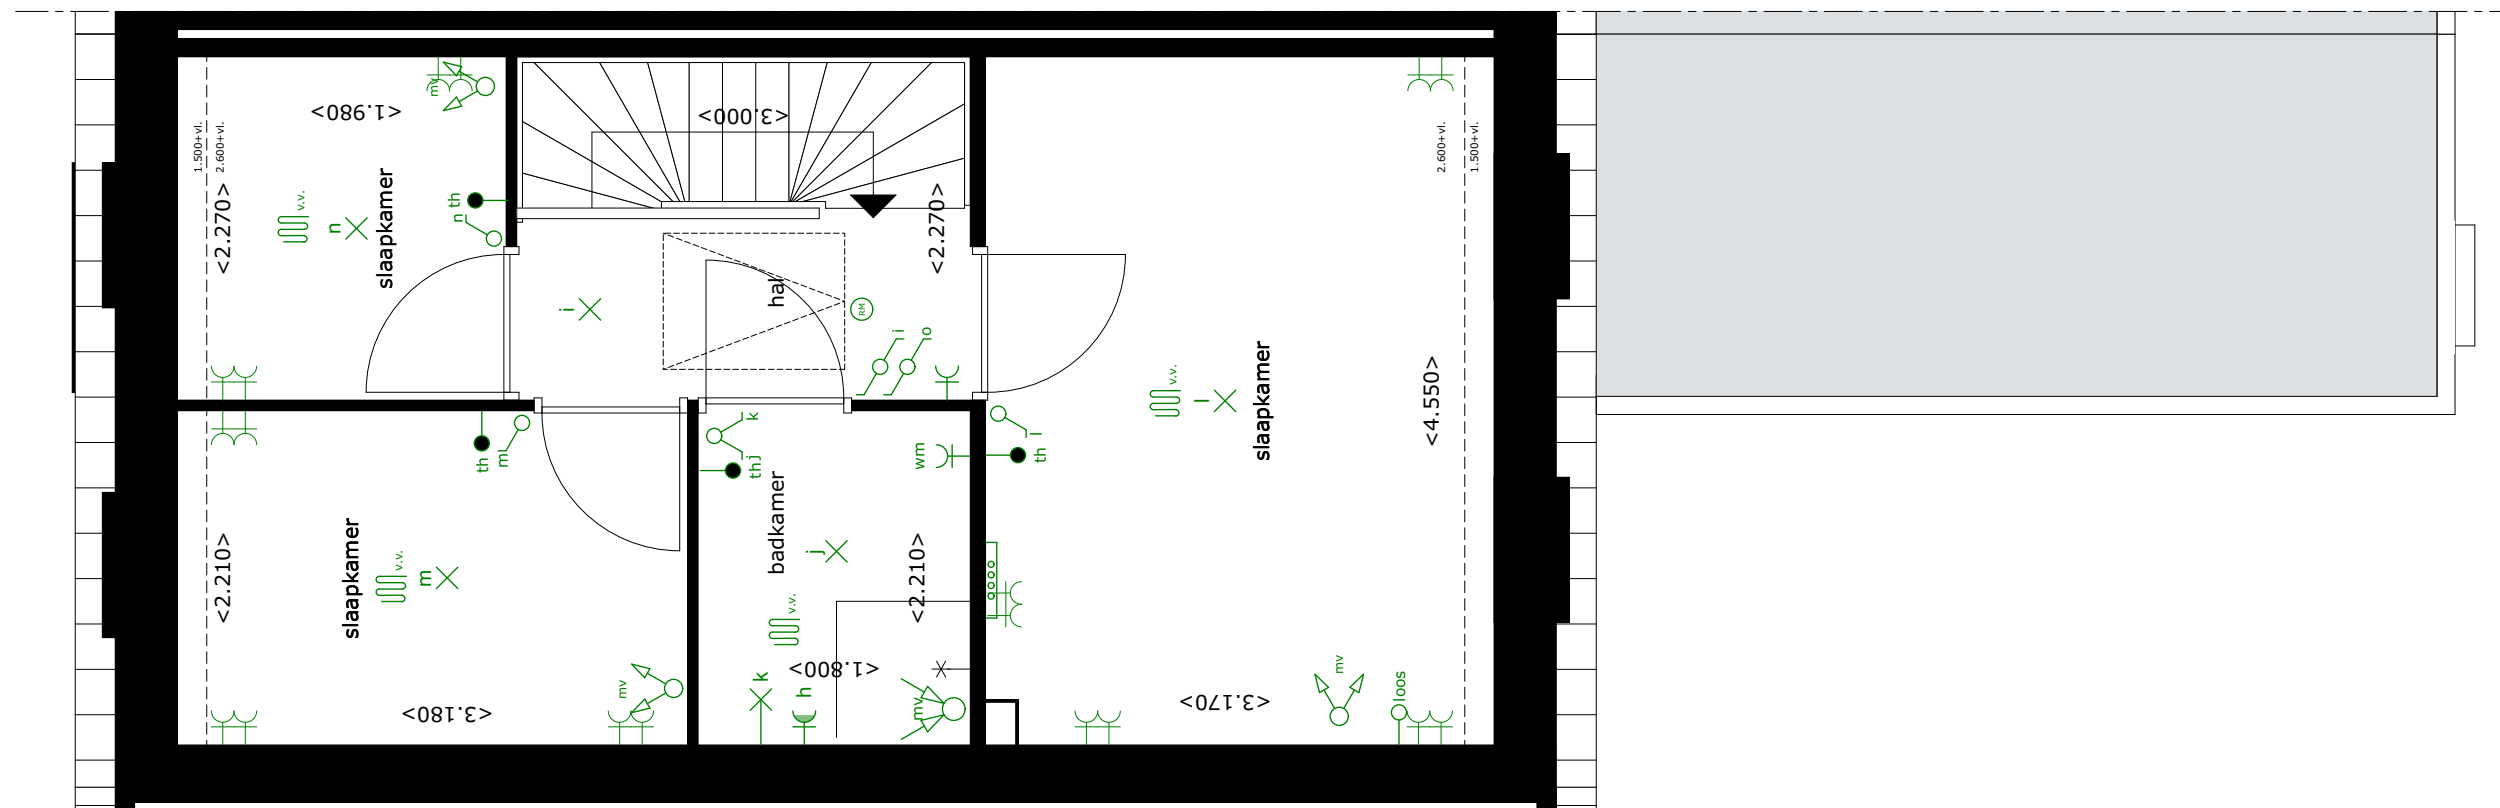 <1.980>
mv
1.500+vl.
2.600+vl.
<2.270>
v.v.
n
slaapkamer
th
n
<3.000>
<2.270>
hal
i
RM
i
o
2.600+vl.
1.500+vl.
slaapkamer
l
v.v.
<4.550>
th
m
slaapkamer
v.v.
m
<2.210>
<3.180>
mv
k
j
th
badkamer
j
v.v.
wm
<2.210>
<1.800>
k
h
mv
l
th
<3.170>
mv
loos